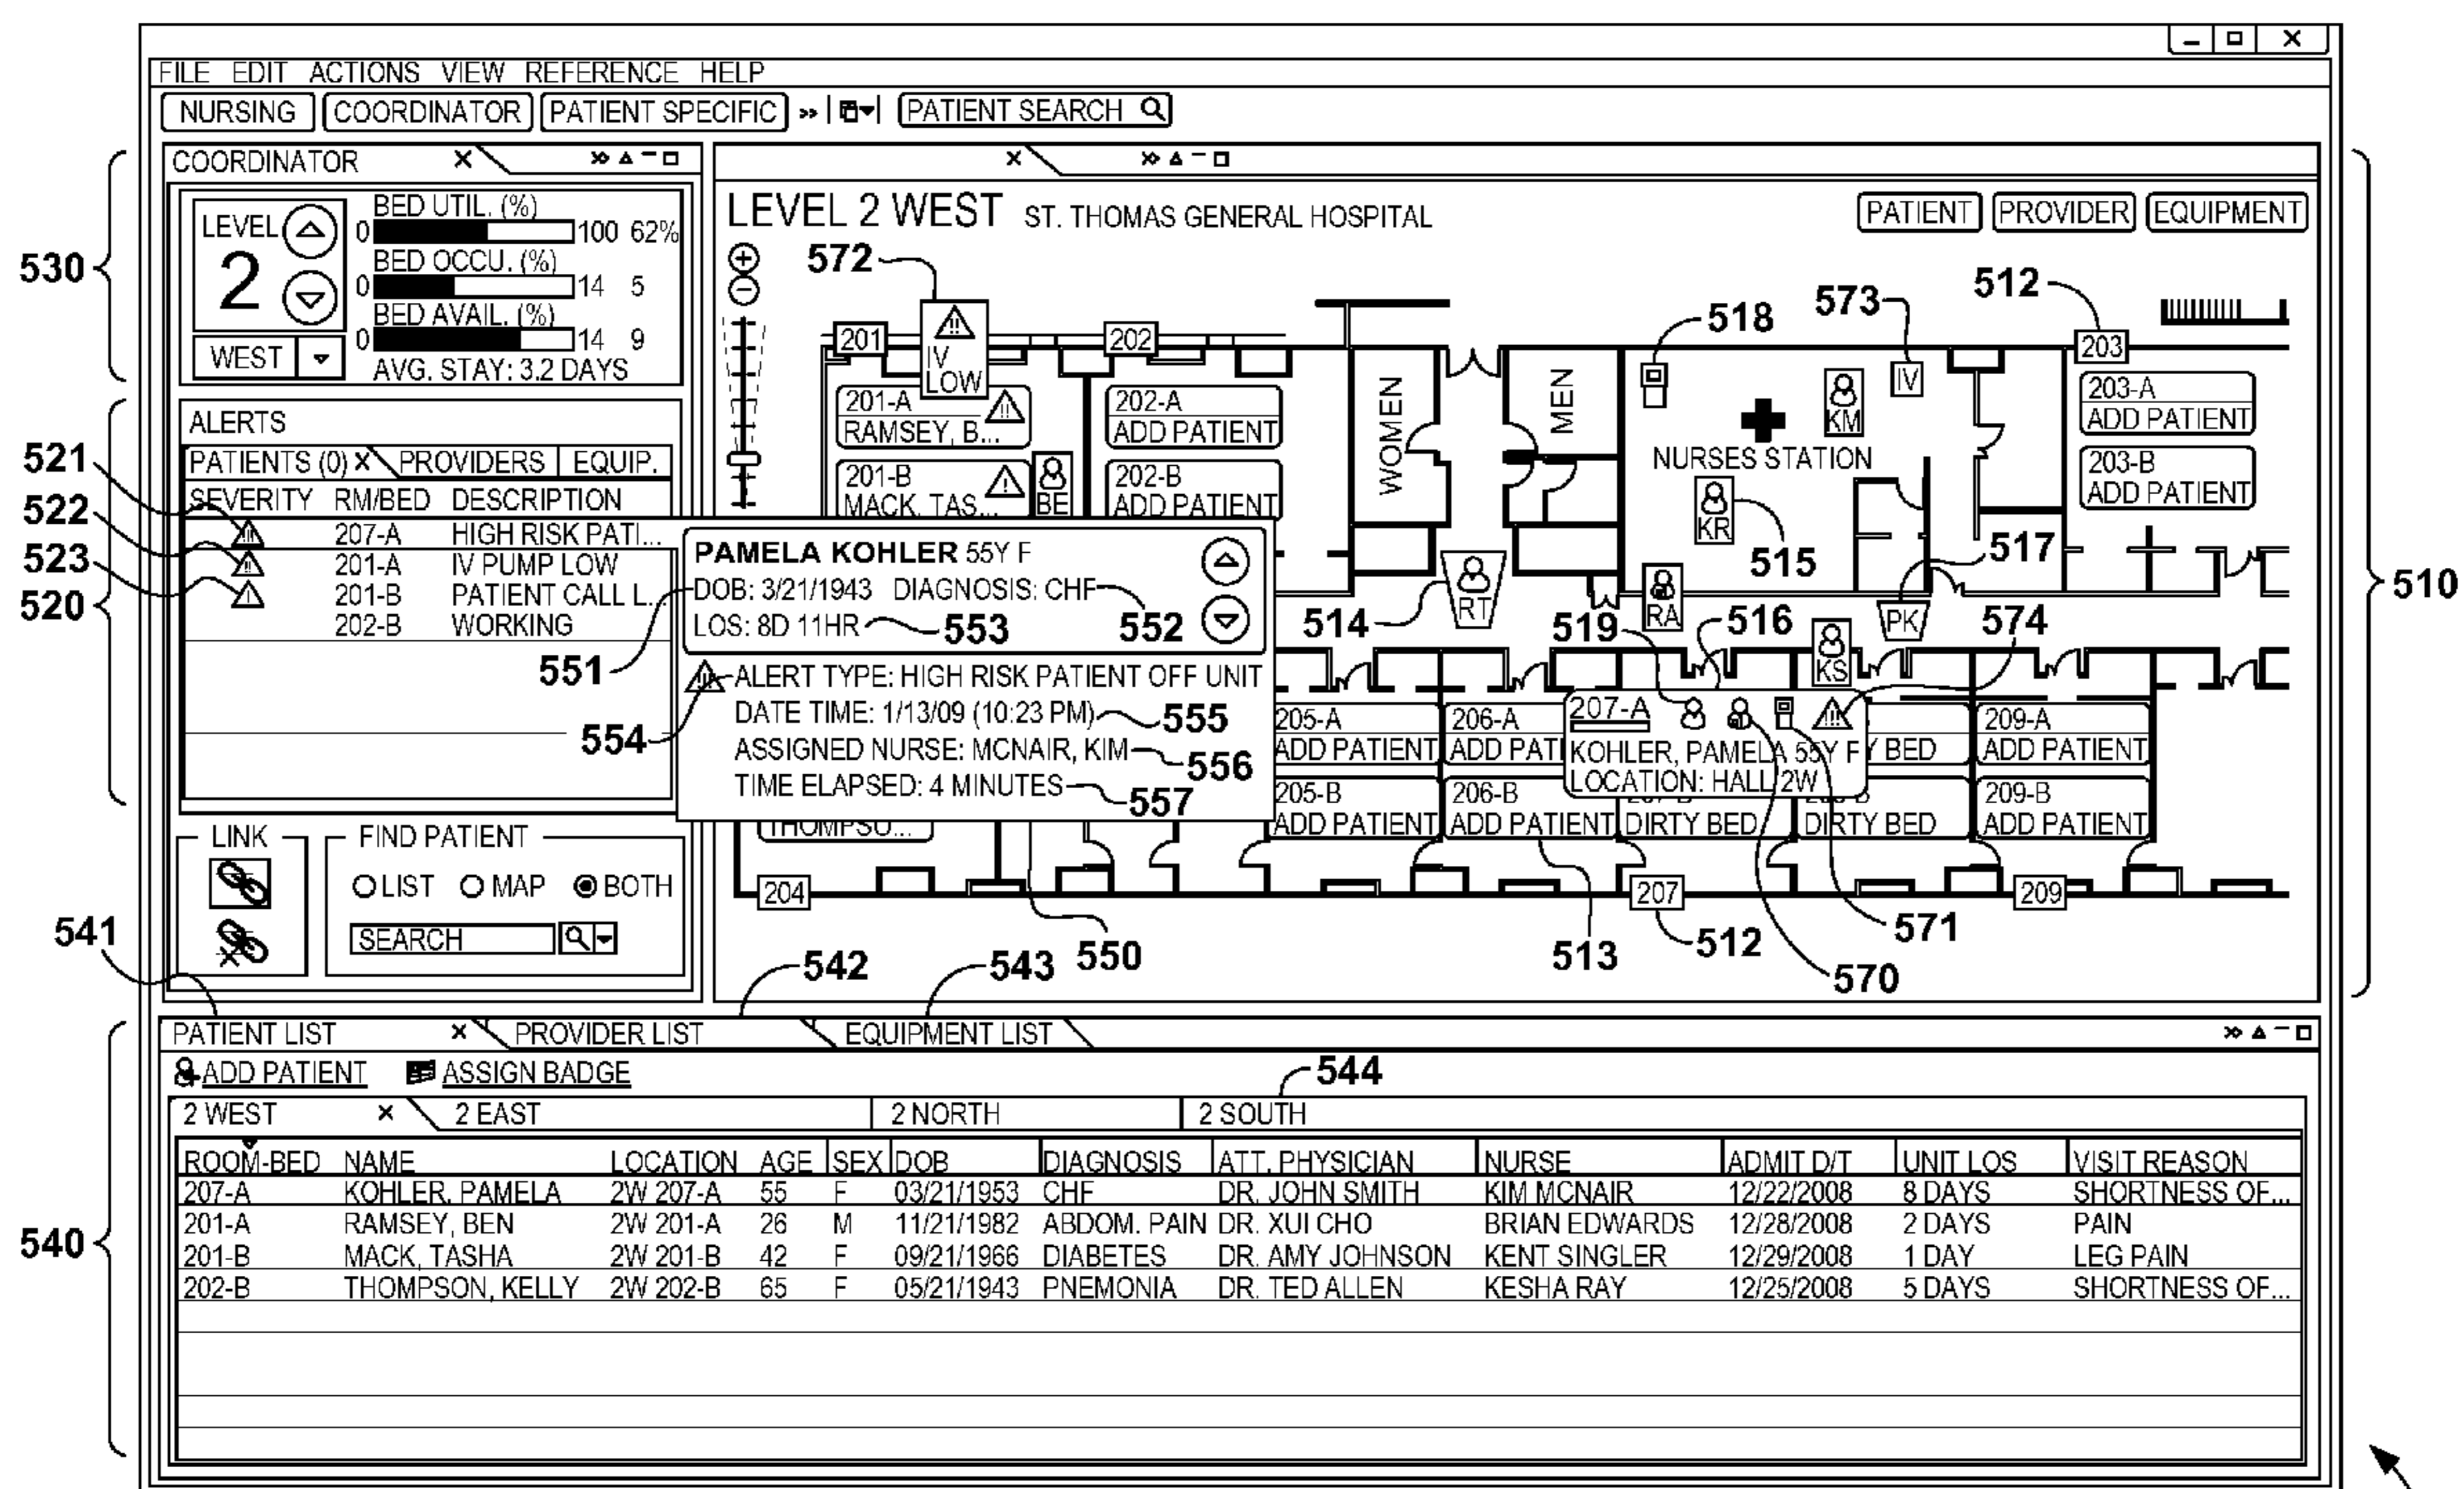 FILE EDIT ACTIONS VIEW REFERENCE HELP
NURSING COORDINATOR PATIENT SPECIFIC » PATIENT SEARCH
530
COORDINATOR X
LEVEL
2
WEST
BED UTIL. (%)
0 100 62%
BED OCCU. (%)
0 14 5
BED AVAIL. (%)
0 14 9
AVG. STAY: 3.2 DAYS
ALERTS
PATIENTS (0) X PROVIDERS EQUIP.
SEVERITY RM/BED DESCRIPTION
207-A HIGH RISK PATI...
201-A IV PUMP LOW
201-B PATIENT CALL L...
202-B WORKING
521
522
523
520
LINK
FIND PATIENT
LIST MAP BOTH
SEARCH
541
510
LEVEL 2 WEST ST. THOMAS GENERAL HOSPITAL
PATIENT PROVIDER EQUIPMENT
572
518
573
512
201
IV
LOW
202
203
201-A
RAMSEY, B...
201-B
MACK, TAS...
BE
202-A
ADD PATIENT
202-B
ADD PATIENT
WOMEN
MEN
NURSES STATION
KM
IV
KR
515
203-A
ADD PATIENT
203-B
ADD PATIENT
517
514
RT
RA
519
516
KS
PK
574
PAMELA KOHLER 55Y F
DOB: 3/21/1943 DIAGNOSIS: CHF
LOS: 8D 11HR
553
552
551
ALERT TYPE: HIGH RISK PATIENT OFF UNIT
DATE TIME: 1/13/09 (10:23 PM)
555
554
ASSIGNED NURSE: MCNAIR, KIM
556
TIME ELAPSED: 4 MINUTES
557
205-A
ADD PATIENT
205-B
ADD PATIENT
206-A
ADD PATI
206-B
ADD PATIENT
207-A
KOHLER, PAMELA 55Y F
LOCATION: HALL 2W
DIRTY BED
Y BED
DIRTY BED
209-A
ADD PATIENT
209-B
ADD PATIENT
THOMPSO...
204
207
209
550
513
512
571
570
542
543
540
PATIENT LIST X PROVIDER LIST EQUIPMENT LIST
ADD PATIENT ASSIGN BADGE
544
2 WEST X 2 EAST 2 NORTH 2 SOUTH
ROOM-BED NAME LOCATION AGE SEX DOB DIAGNOSIS ATT. PHYSICIAN NURSE ADMIT D/T UNIT LOS VISIT REASON
207-A KOHLER, PAMELA 2W 207-A 55 F 03/21/1953 CHF DR. JOHN SMITH KIM MCNAIR 12/22/2008 8 DAYS SHORTNESS OF...
201-A RAMSEY, BEN 2W 201-A 26 M 11/21/1982 ABDOM. PAIN DR. XUI CHO BRIAN EDWARDS 12/28/2008 2 DAYS PAIN
201-B MACK, TASHA 2W 201-B 42 F 09/21/1966 DIABETES DR. AMY JOHNSON KENT SINGLER 12/29/2008 1 DAY LEG PAIN
202-B THOMPSON, KELLY 2W 202-B 65 F 05/21/1943 PNEMONIA DR. TED ALLEN KESHA RAY 12/25/2008 5 DAYS SHORTNESS OF...